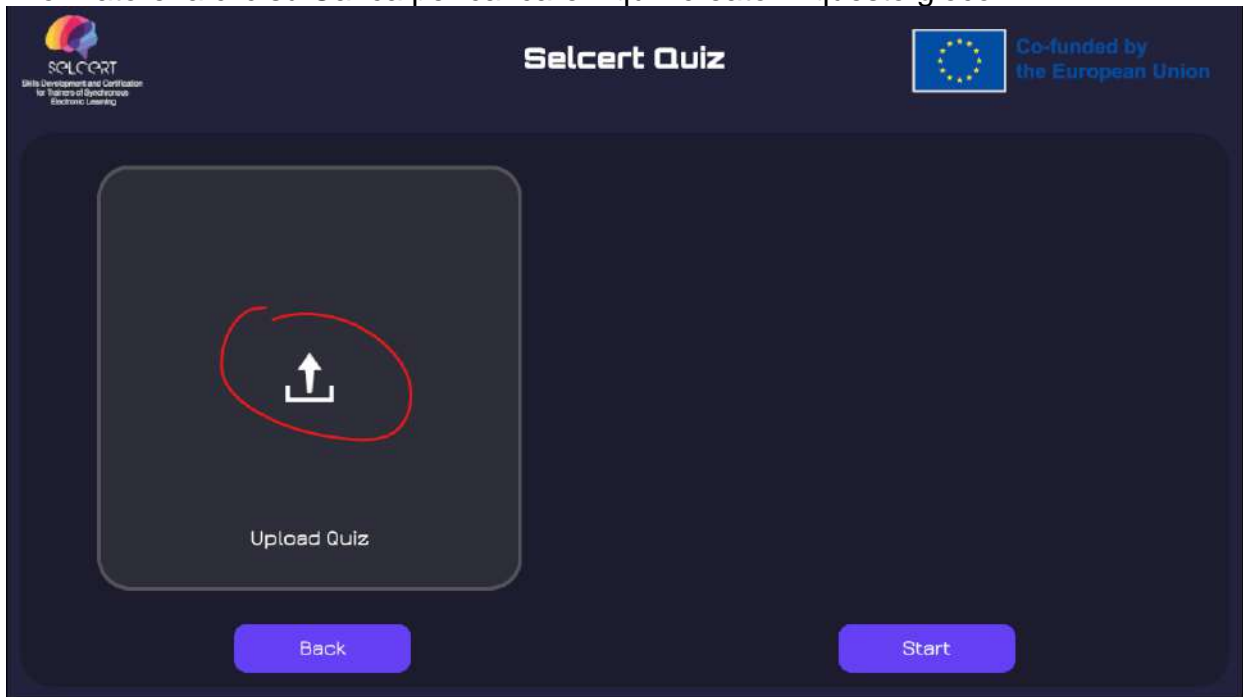 SELCERT
Skills Development and Certification
for Trainers of Synchronous
Electronic Learning
Selcert Quiz
Co-funded by
the European Union
Upload Quiz
Back
Start